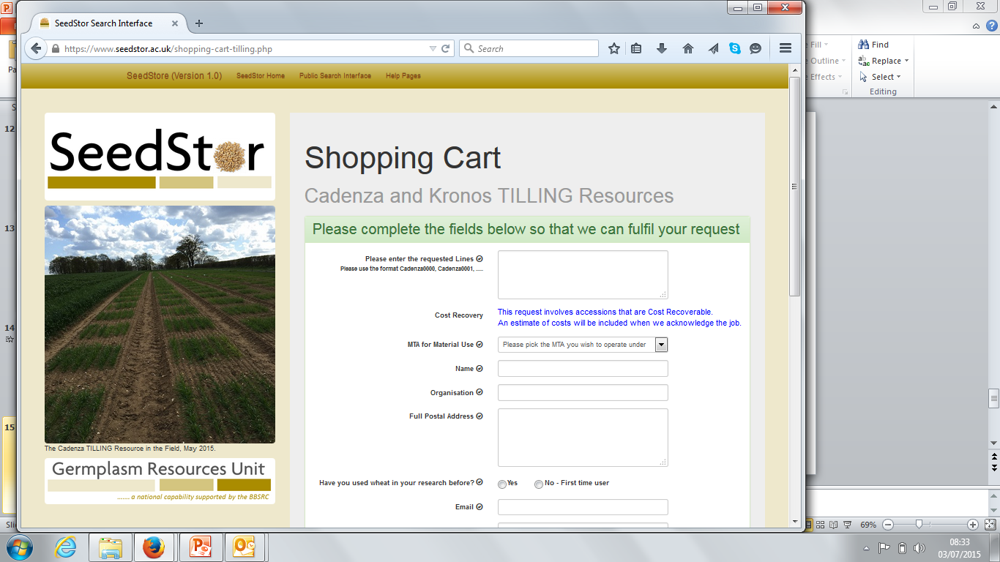 SeedStor Search Interface
https://www.seedstor.ac.uk/shopping-cart-tilling.php
Search
SeedStore (Version 1.0) SeedStor Home Public Search Interface Help Pages
SeedStor
Shopping Cart
Cadenza and Kronos TILLING Resources
Please complete the fields below so that we can fulfil your request
Please enter the requested Lines
Please use the format Cadenza0000, Cadenza0001, .....
Cost Recovery
This request involves accessions that are Cost Recoverable.
An estimate of costs will be included when we acknowledge the job.
MTA for Material Use
Please pick the MTA you wish to operate under
Name
Organisation
Full Postal Address
Have you used wheat in your research before?
Yes
No - First time user
Email
The Cadenza TILLING Resource in the Field, May 2015.
Germplasm Resources Unit
....... a national capability supported by the BBSRC
Pa
12
13
14
15
Fill
Outline
Effects
Find
Replace
Select
Editing
69%
08:33
03/07/2015